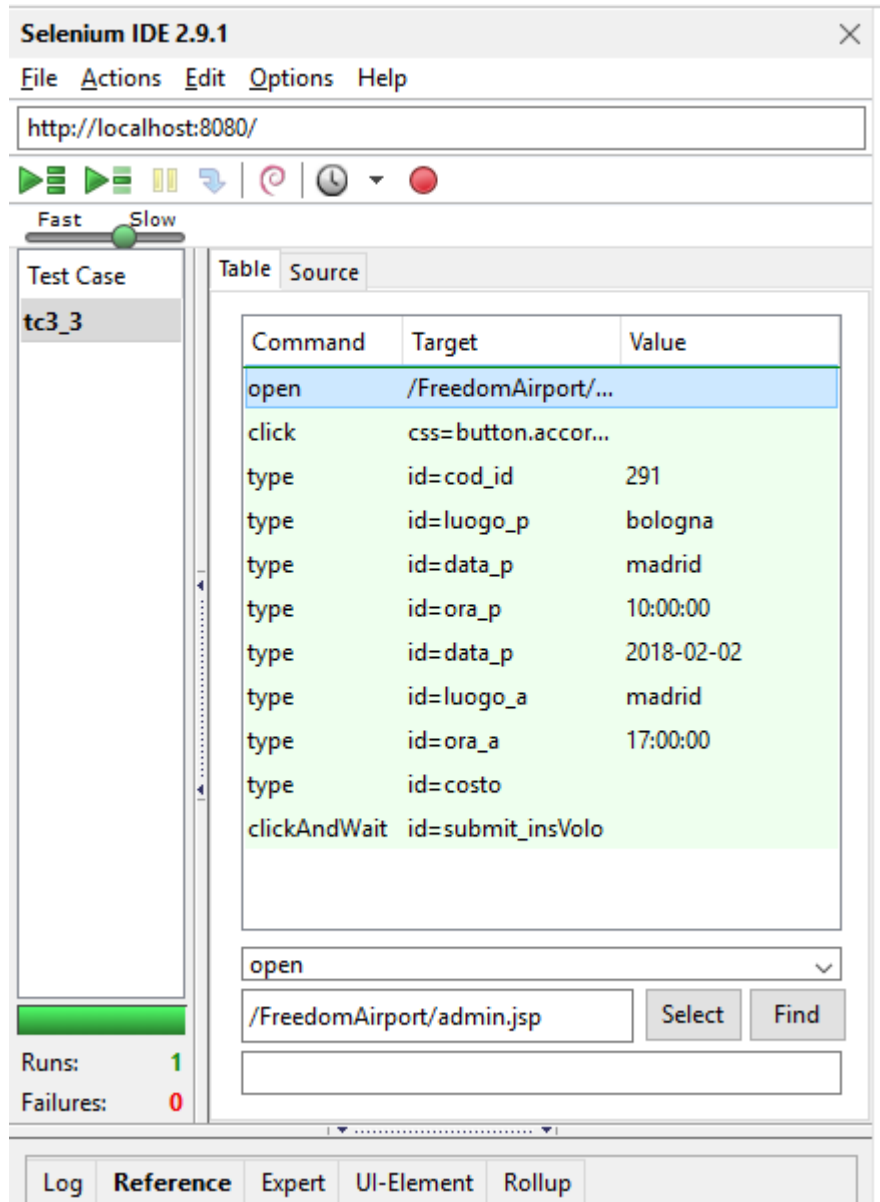 Selenium IDE 2.9.1
File Actions Edit Options Help
http://localhost:8080/
Fast Slow
Test Case
tc3_3
Table Source
Command Target Value
open /FreedomAirport/...
click css=button.accor...
type id=cod_id 291
type id=luogo_p bologna
type id=data_p madrid
type id=ora_p 10:00:00
type id=data_p 2018-02-02
type id=luogo_a madrid
type id=ora_a 17:00:00
type id=costo
clickAndWait id=submit_insVolo
open
/FreedomAirport/admin.jsp Select Find
Runs: 1
Failures: 0
Log Reference Expert UI-Element Rollup